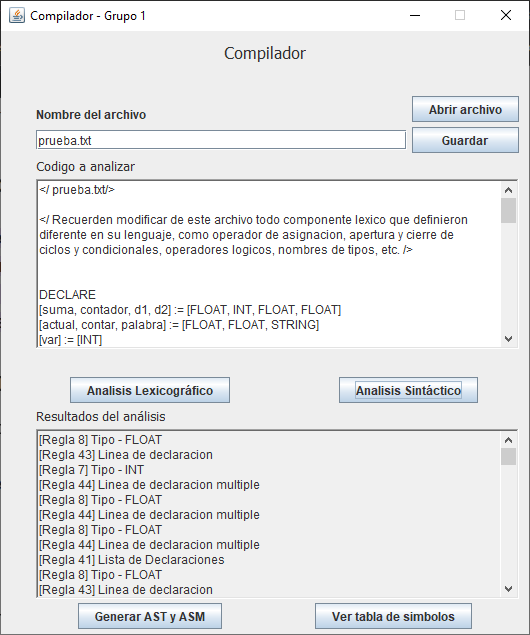 Compilador - Grupo 1
Compilador
Abrir archivo
Nombre del archivo
prueba.txt
Guardar
Codigo a analizar
</ prueba.txt/>
</ Recuerden modificar de este archivo todo componente lexico que definieron
diferente en su lenguaje, como operador de asignacion, apertura y cierre de
ciclos y condicionales, operadores logicos, nombres de tipos, etc. />
DECLARE
[suma, contador, d1, d2] := [FLOAT, INT, FLOAT, FLOAT]
[actual, contar, palabra] := [FLOAT, FLOAT, STRING]
[var] := [INT]
Analisis Lexicográfico
Analisis Sintáctico
Resultados del análisis
[Regla 8] Tipo - FLOAT
[Regla 43] Linea de declaracion
[Regla 7] Tipo - INT
[Regla 44] Linea de declaracion multiple
[Regla 8] Tipo - FLOAT
[Regla 44] Linea de declaracion multiple
[Regla 8] Tipo - FLOAT
[Regla 44] Linea de declaracion multiple
[Regla 41] Lista de Declaraciones
[Regla 8] Tipo - FLOAT
[Regla 43] Linea de declaracion
Generar AST y ASM
Ver tabla de simbolos